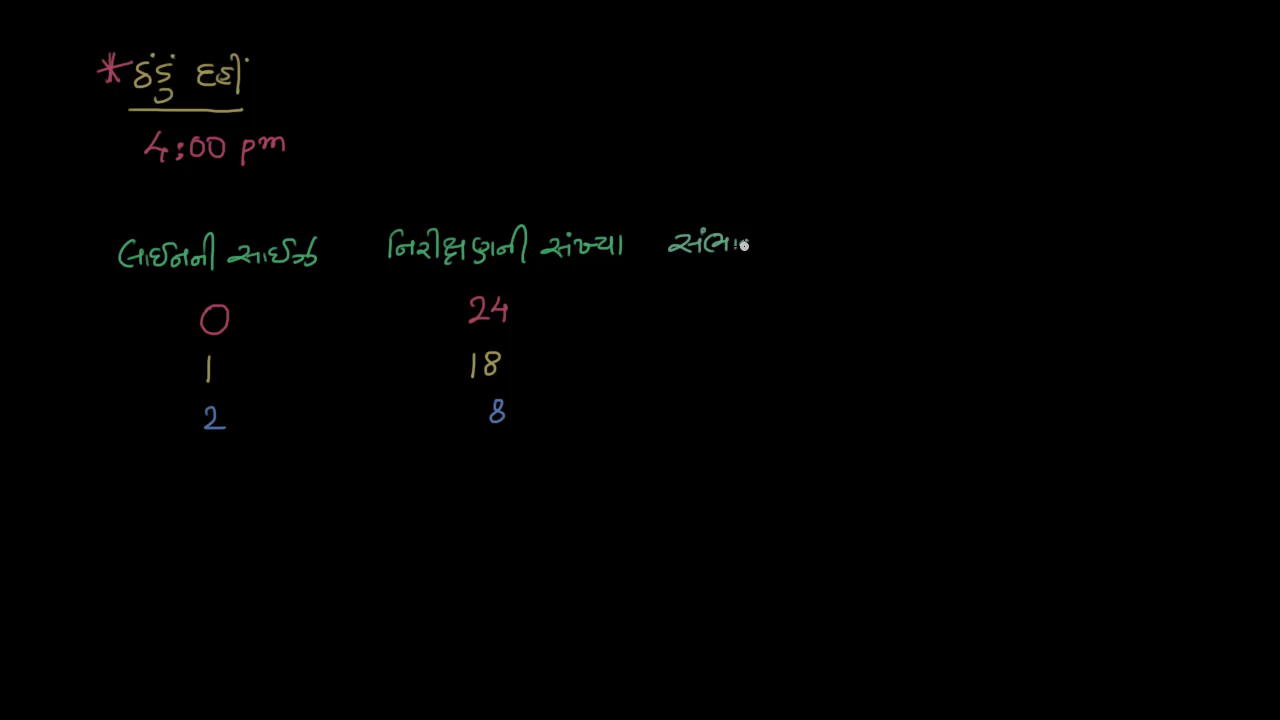 * ઠંડું દહીં
4:00 pm
લાઈનની સાઈઝ નિરીક્ષણની સંખ્યા સંભા
0 24
1 18
2 8